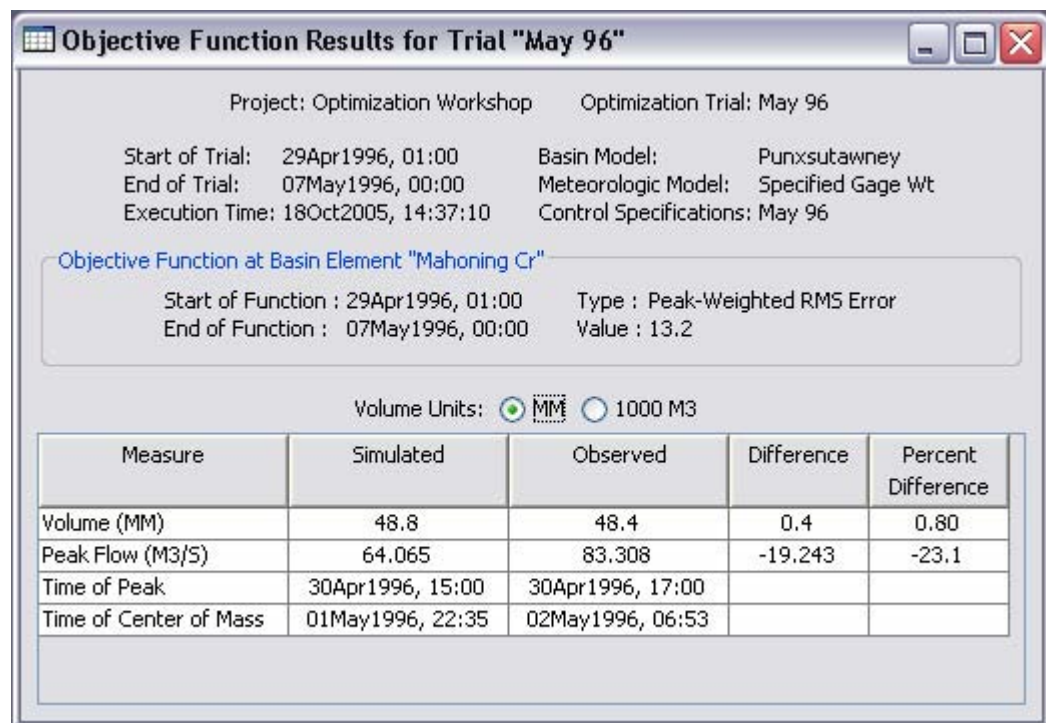 Objective Function Results for Trial "May 96"
Project: Optimization Workshop Optimization Trial: May 96
Start of Trial: 29Apr1996, 01:00 Basin Model: Punxsutawney
End of Trial: 07May1996, 00:00 Meteorologic Model: Specified Gage Wt
Execution Time: 18Oct2005, 14:37:10 Control Specifications: May 96
Objective Function at Basin Element "Mahoning Cr"
Start of Function : 29Apr1996, 01:00 Type : Peak-Weighted RMS Error
End of Function : 07May1996, 00:00 Value : 13.2
Volume Units: MM 1000 M3
Measure Simulated Observed Difference Percent Difference
Volume (MM) 48.8 48.4 0.4 0.80
Peak Flow (M3/S) 64.065 83.308 -19.243 -23.1
Time of Peak 30Apr1996, 15:00 30Apr1996, 17:00
Time of Center of Mass 01May1996, 22:35 02May1996, 06:53